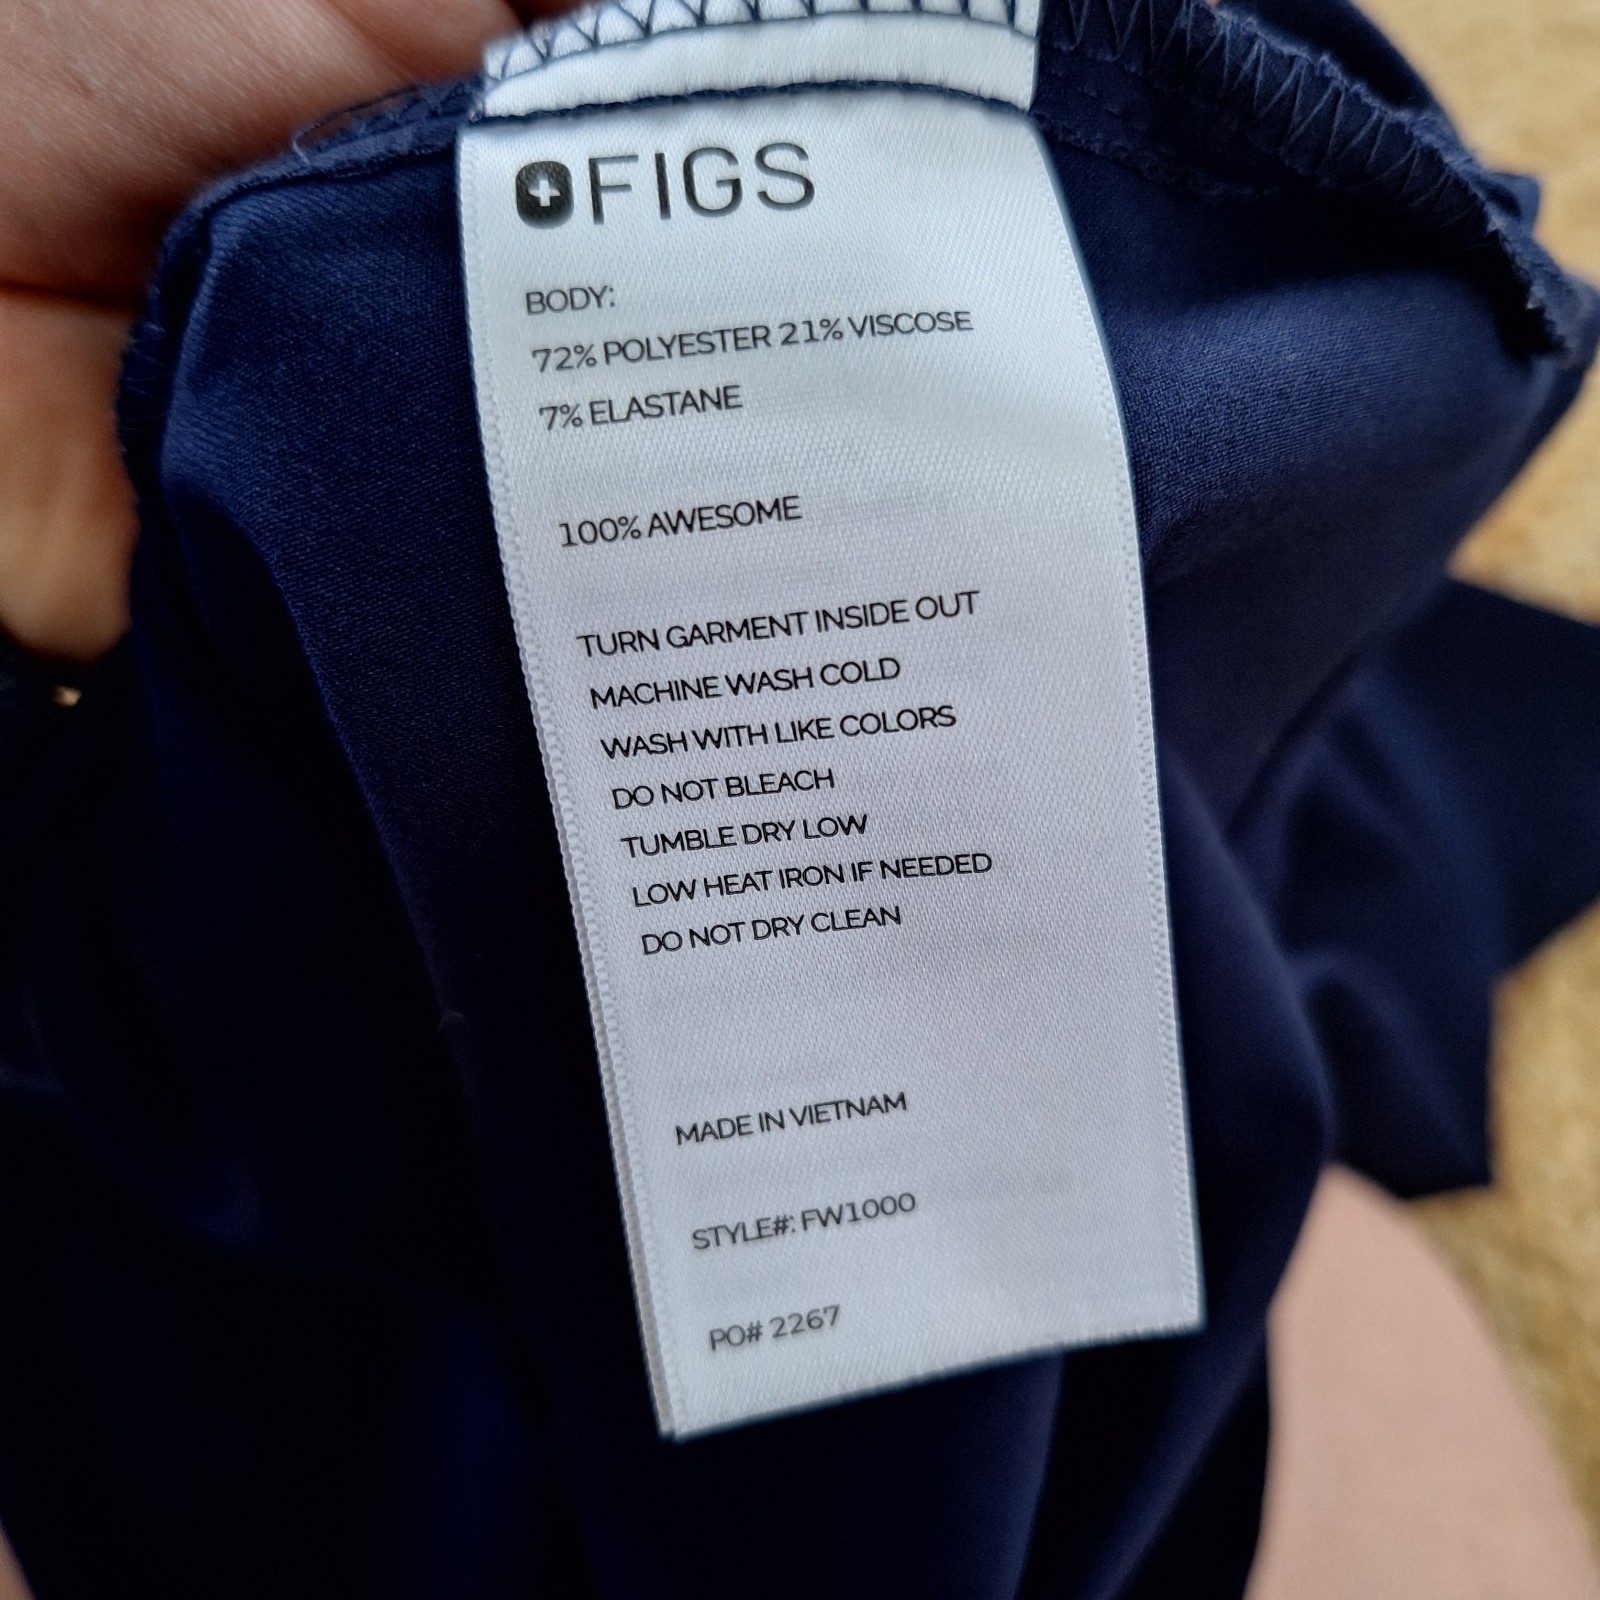 FIGS
BODY:
72% POLYESTER 21% VISCOSE
7% ELASTANE
100% AWESOME
TURN GARMENT INSIDE OUT
MACHINE WASH COLD
WASH WITH LIKE COLORS
DO NOT BLEACH
TUMBLE DRY LOW
LOW HEAT IRON IF NEEDED
DO NOT DRY CLEAN
MADE IN VIETNAM
STYLE#: FW1000
PO# 2267